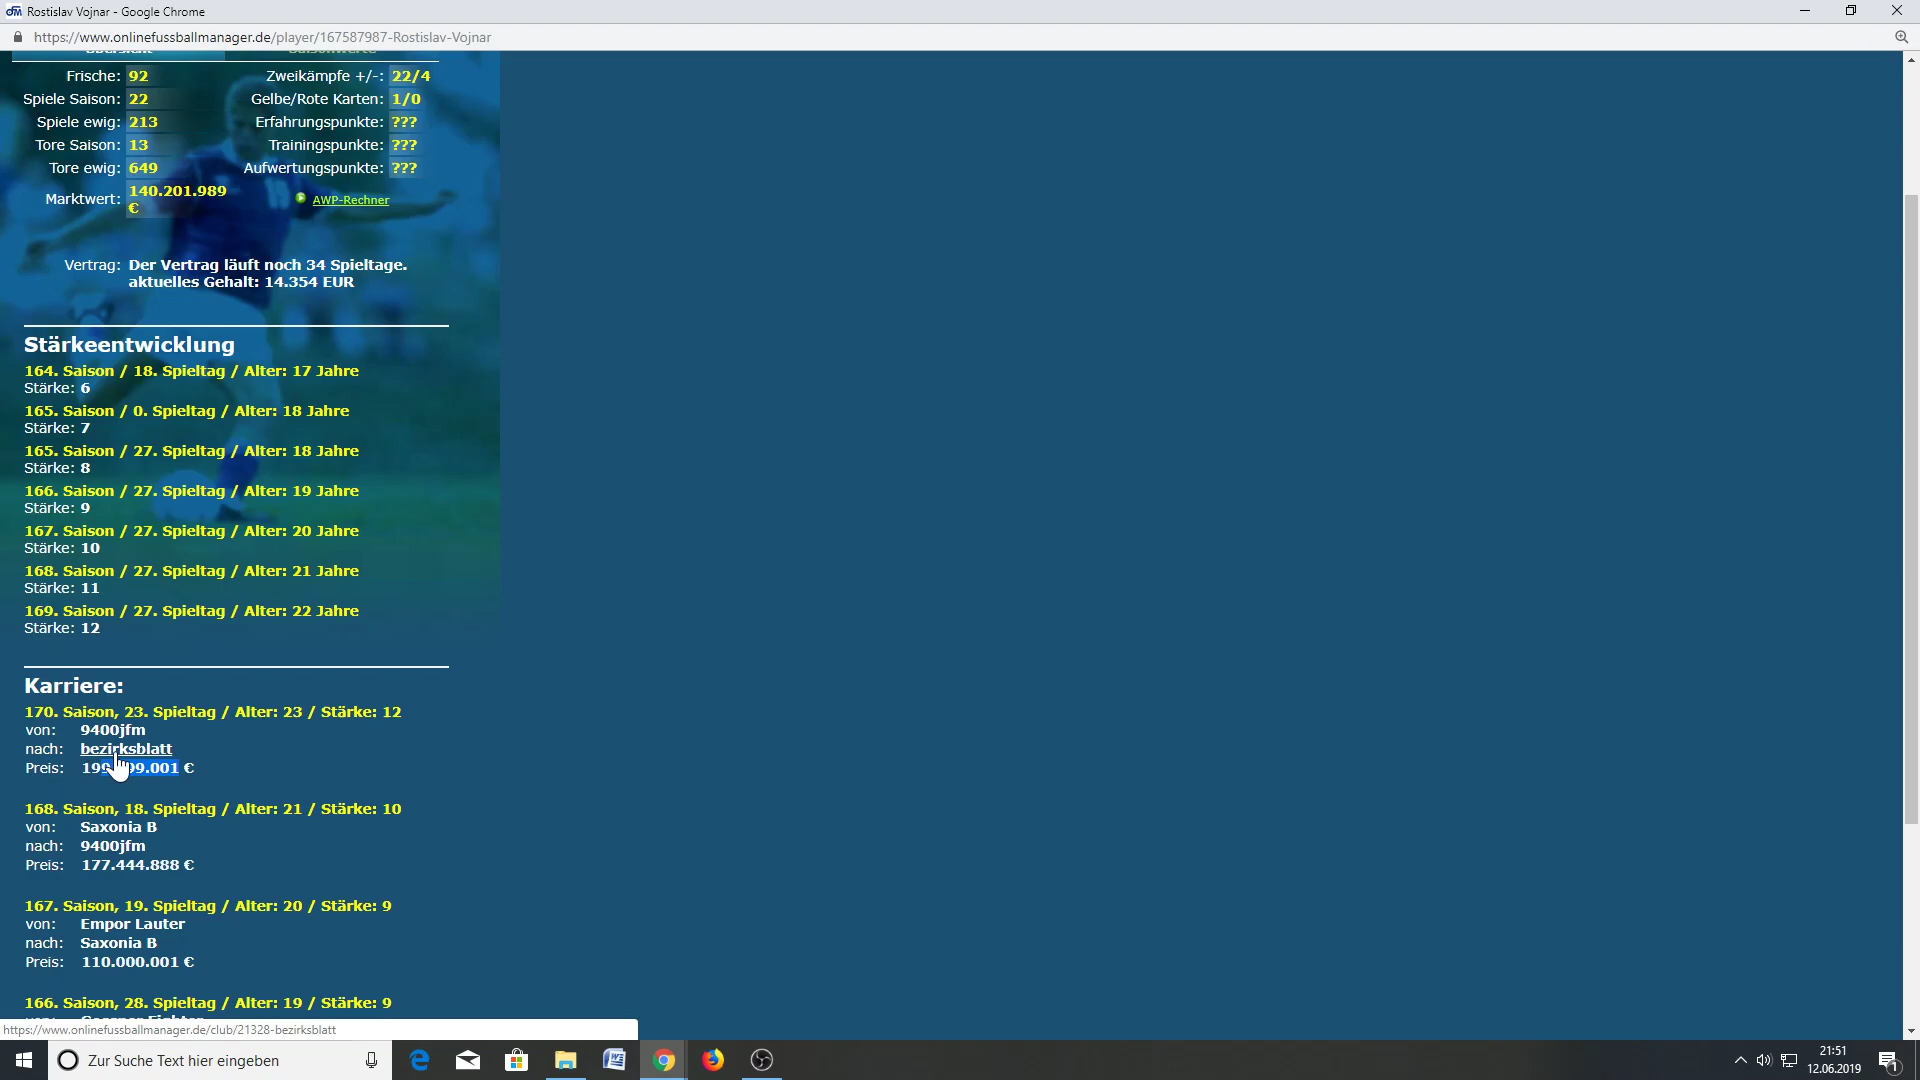 Rostislav Vojnar - Google Chrome
https://www.onlinefussballmanager.de/player/167587987-Rostislav-Vojnar
Übersicht Saisonwerte
Frische: 92 Zweikämpfe +/-: 22/4
Spiele Saison: 22 Gelbe/Rote Karten: 1/0
Spiele ewig: 213 Erfahrungspunkte: ???
Tore Saison: 13 Trainingspunkte: ???
Tore ewig: 649 Aufwertungspunkte: ???
Marktwert: 140.201.989 € AWP-Rechner
Vertrag: Der Vertrag läuft noch 34 Spieltage.
aktuelles Gehalt: 14.354 EUR
Stärkeentwicklung
164. Saison / 18. Spieltag / Alter: 17 Jahre
Stärke: 6
165. Saison / 0. Spieltag / Alter: 18 Jahre
Stärke: 7
165. Saison / 27. Spieltag / Alter: 18 Jahre
Stärke: 8
166. Saison / 27. Spieltag / Alter: 19 Jahre
Stärke: 9
167. Saison / 27. Spieltag / Alter: 20 Jahre
Stärke: 10
168. Saison / 27. Spieltag / Alter: 21 Jahre
Stärke: 11
169. Saison / 27. Spieltag / Alter: 22 Jahre
Stärke: 12
Karriere:
170. Saison, 23. Spieltag / Alter: 23 / Stärke: 12
von: 9400jfm
nach: bezirksblatt
Preis: €
168. Saison, 18. Spieltag / Alter: 21 / Stärke: 10
von: Saxonia B
nach: 9400jfm
Preis: 177.444.888 €
167. Saison, 19. Spieltag / Alter: 20 / Stärke: 9
von: Empor Lauter
nach: Saxonia B
Preis: 110.000.001 €
166. Saison, 28. Spieltag / Alter: 19 / Stärke: 9
https://www.onlinefussballmanager.de/club/21328-bezirksblatt
Zur Suche Text hier eingeben
21:51
12.06.2019
1